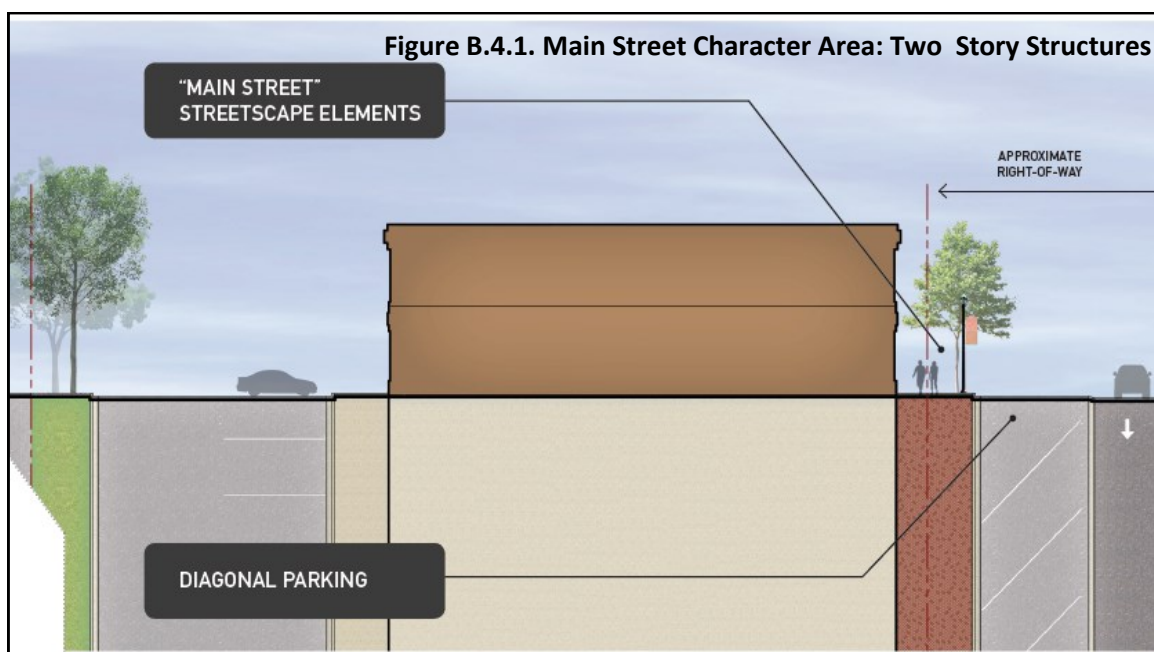 Figure B.4.1. Main Street Character Area: Two Story Structures
“MAIN STREET”
STREETSCAPE ELEMENTS
APPROXIMATE
RIGHT-OF-WAY
DIAGONAL PARKING